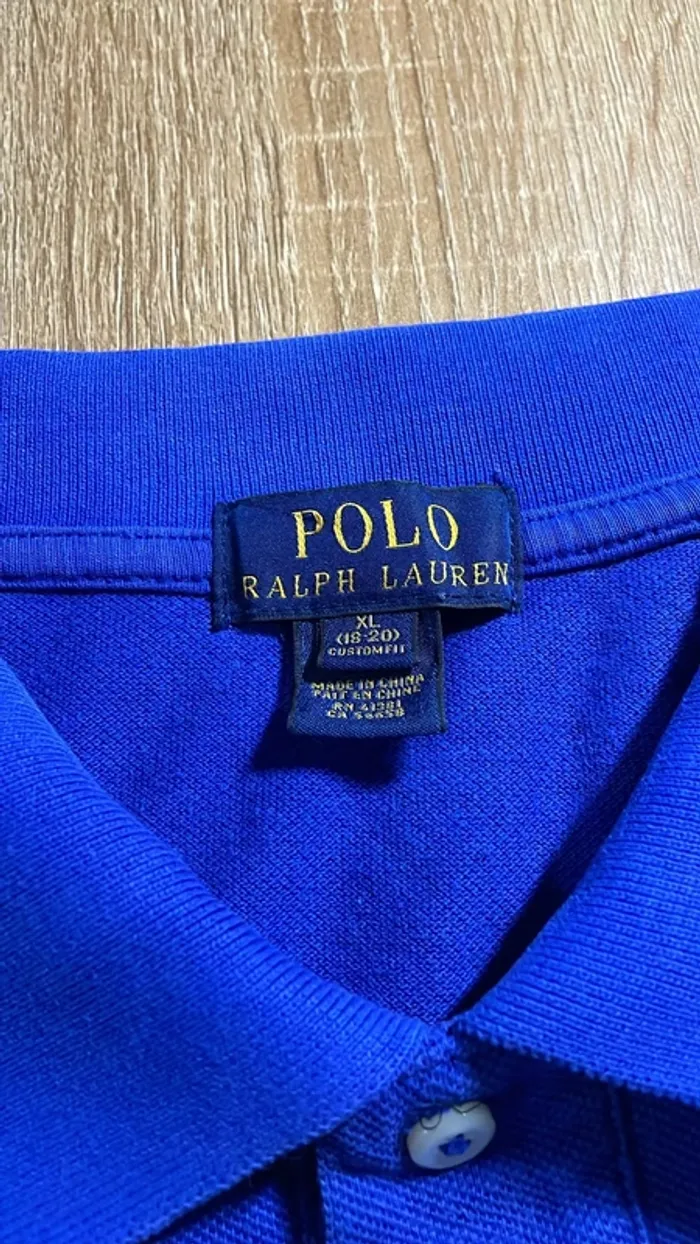 POLO
RALPH LAUREN
XL
(18-20)
CUSTOM FIT
MADE IN CHINA
FAIT EN CHINE
RN 41381
CA 56658